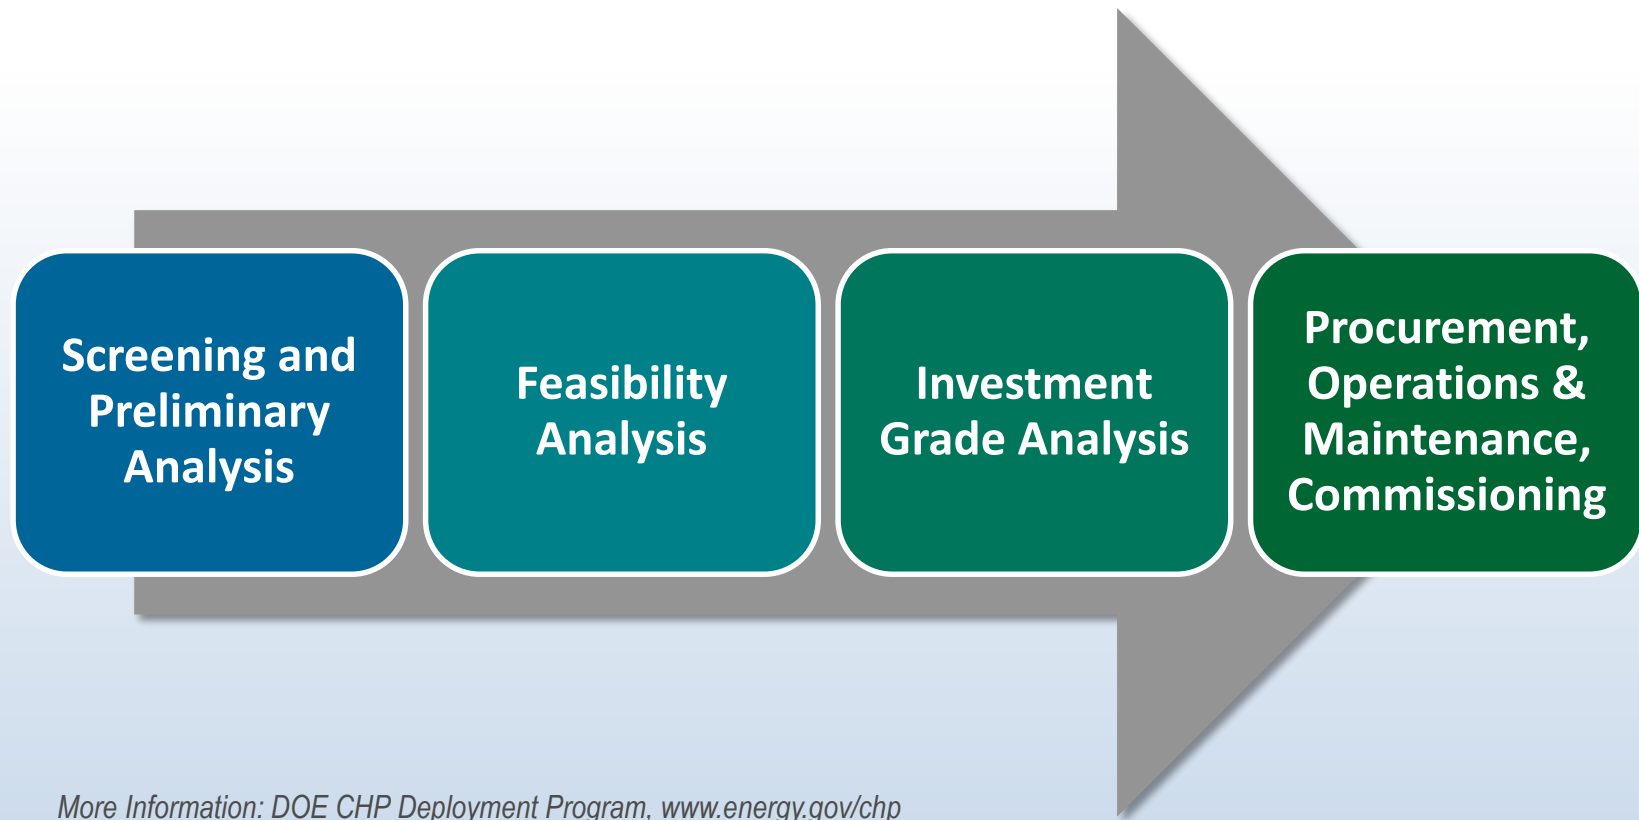 Screening and
Preliminary
Analysis
Feasibility
Analysis
Investment
Grade Analysis
Procurement,
Operations &
Maintenance,
Commissioning
More Information: DOE CHP Deployment Program, www.energy.gov/chp